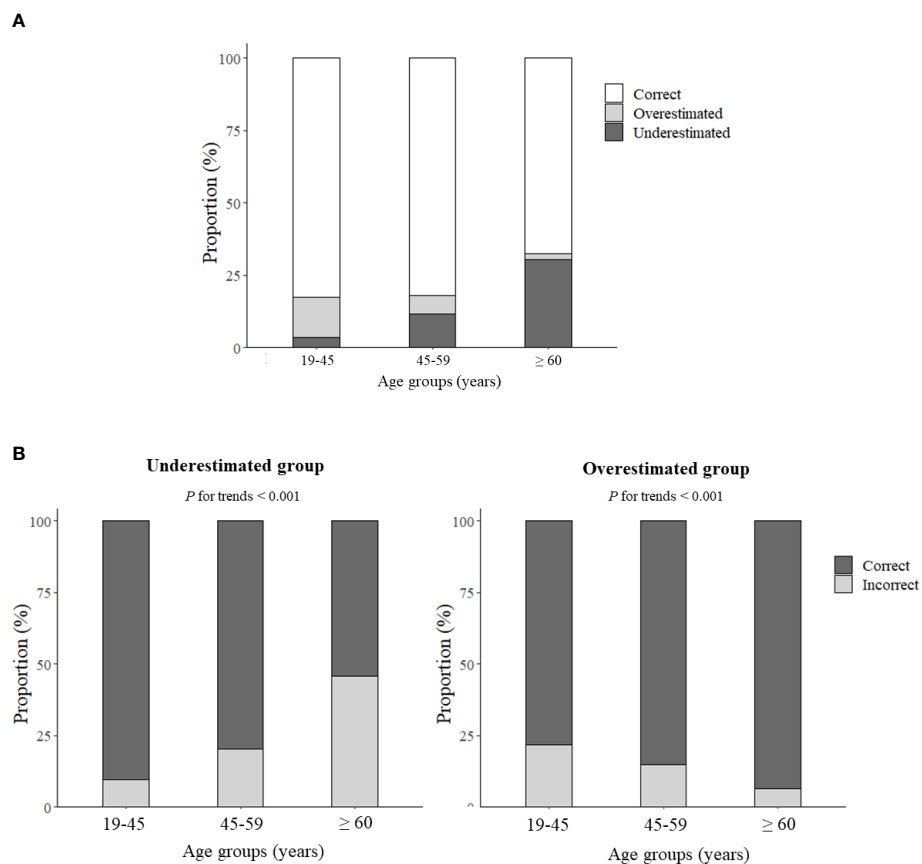 A
Proportion (%)
100
75
50
25
0
19-45 45-59 ≥ 60
Age groups (years)
Correct
Overestimated
Underestimated
B
Underestimated group
P for trends < 0.001
Proportion (%)
100
75
50
25
0
19-45 45-59 ≥ 60
Age groups (years)
Overestimated group
P for trends < 0.001
Proportion (%)
100
75
50
25
0
19-45 45-59 ≥ 60
Age groups (years)
Correct
Incorrect